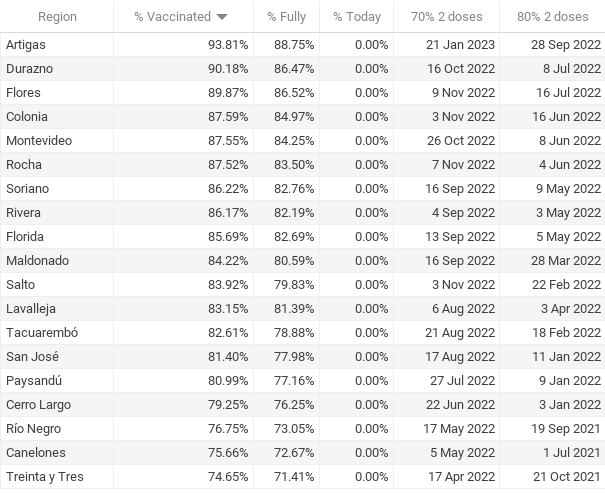 Region % Vaccinated % Fully % Today 70% 2 doses 80% 2 doses
Artigas 93.81% 88.75% 0.00% 21 Jan 2023 28 Sep 2022
Durazno 90.18% 86.47% 0.00% 16 Oct 2022 8 Jul 2022
Flores 89.87% 86.52% 0.00% 9 Nov 2022 16 Jul 2022
Colonia 87.59% 84.97% 0.00% 3 Nov 2022 16 Jun 2022
Montevideo 87.55% 84.25% 0.00% 26 Oct 2022 8 Jun 2022
Rocha 87.52% 83.50% 0.00% 7 Nov 2022 4 Jun 2022
Soriano 86.22% 82.76% 0.00% 16 Sep 2022 9 May 2022
Rivera 86.17% 82.19% 0.00% 4 Sep 2022 3 May 2022
Florida 85.69% 82.69% 0.00% 13 Sep 2022 5 May 2022
Maldonado 84.22% 80.59% 0.00% 16 Sep 2022 28 Mar 2022
Salto 83.92% 79.83% 0.00% 3 Nov 2022 22 Feb 2022
Lavalleja 83.15% 81.39% 0.00% 6 Aug 2022 3 Apr 2022
Tacuarembó 82.61% 78.88% 0.00% 21 Aug 2022 18 Feb 2022
San José 81.40% 77.98% 0.00% 17 Aug 2022 11 Jan 2022
Paysandú 80.99% 77.16% 0.00% 27 Jul 2022 9 Jan 2022
Cerro Largo 79.25% 76.25% 0.00% 22 Jun 2022 3 Jan 2022
Río Negro 76.75% 73.05% 0.00% 17 May 2022 19 Sep 2021
Canelones 75.66% 72.67% 0.00% 5 May 2022 1 Jul 2021
Treinta y Tres 74.65% 71.41% 0.00% 17 Apr 2022 21 Oct 2021